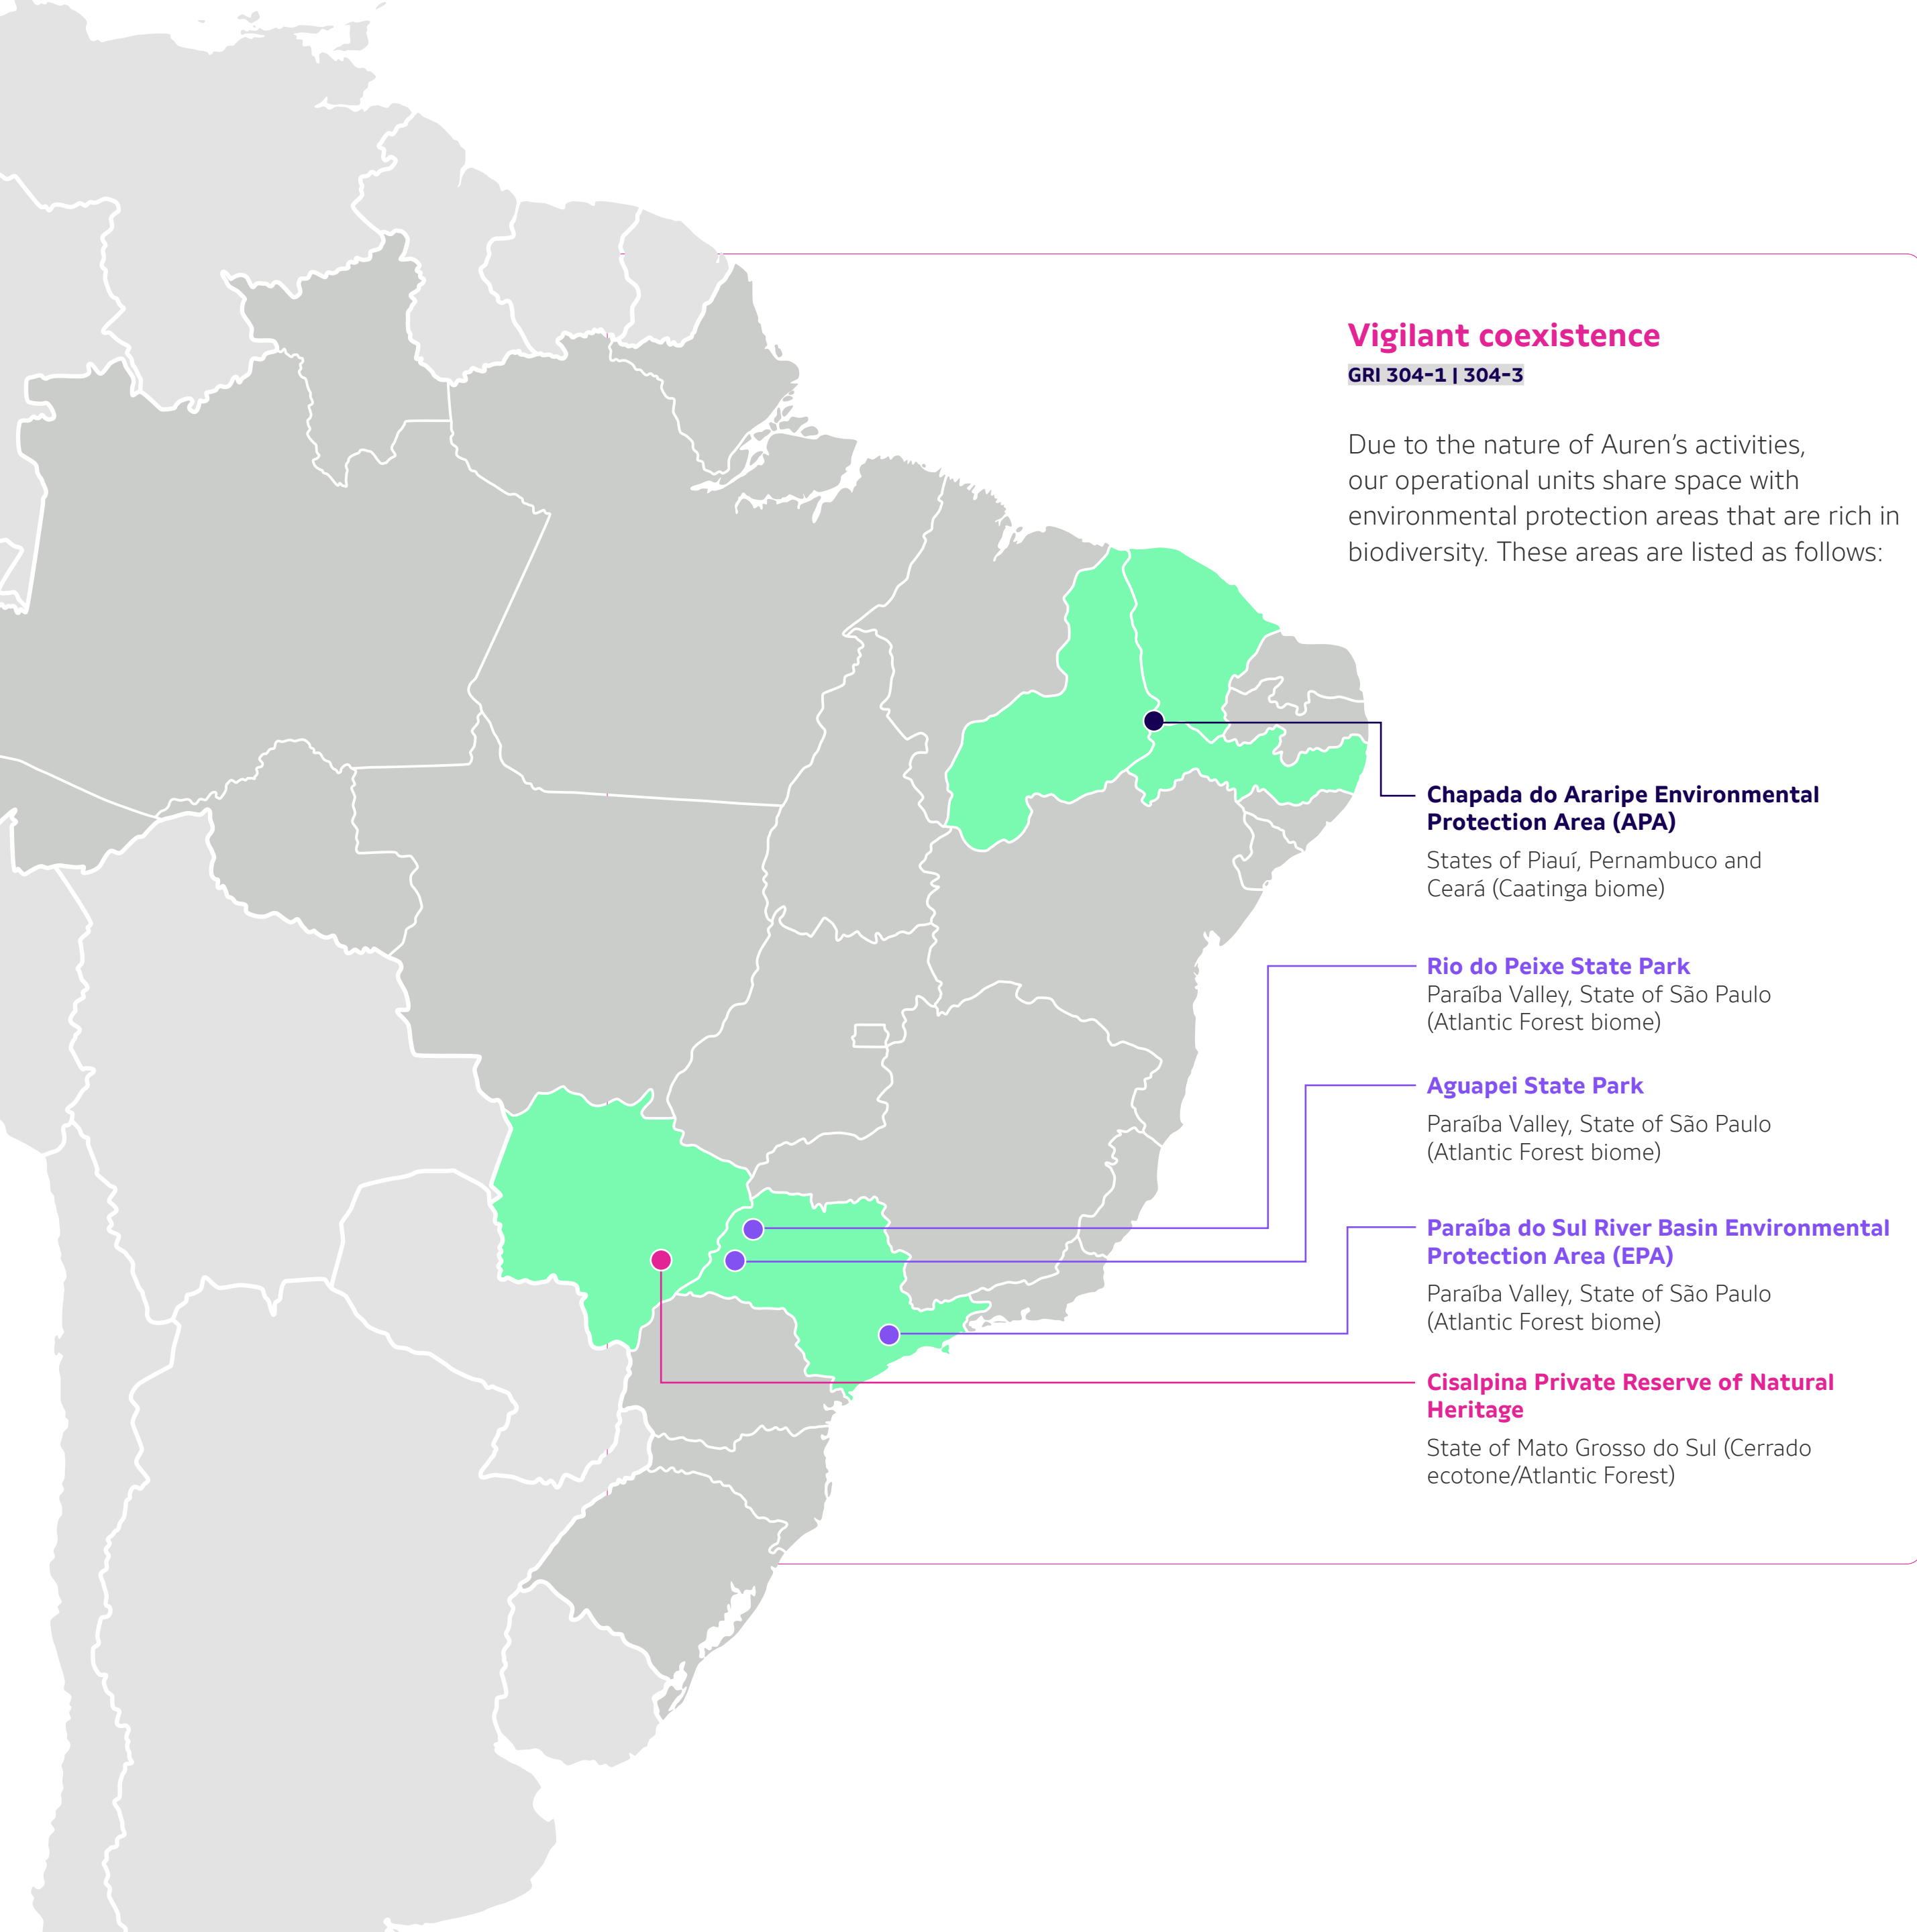 Vigilant coexistence
GRI 304-1 | 304-3
Due to the nature of Auren’s activities,
our operational units share space with
environmental protection areas that are rich in
biodiversity. These areas are listed as follows:
Chapada do Araripe Environmental
Protection Area (APA)
States of Piauí, Pernambuco and
Ceará (Caatinga biome)
Rio do Peixe State Park
Paraíba Valley, State of São Paulo
(Atlantic Forest biome)
Aguapei State Park
Paraíba Valley, State of São Paulo
(Atlantic Forest biome)
Paraíba do Sul River Basin Environmental
Protection Area (EPA)
Paraíba Valley, State of São Paulo
(Atlantic Forest biome)
Cisalpina Private Reserve of Natural
Heritage
State of Mato Grosso do Sul (Cerrado
ecotone/Atlantic Forest)